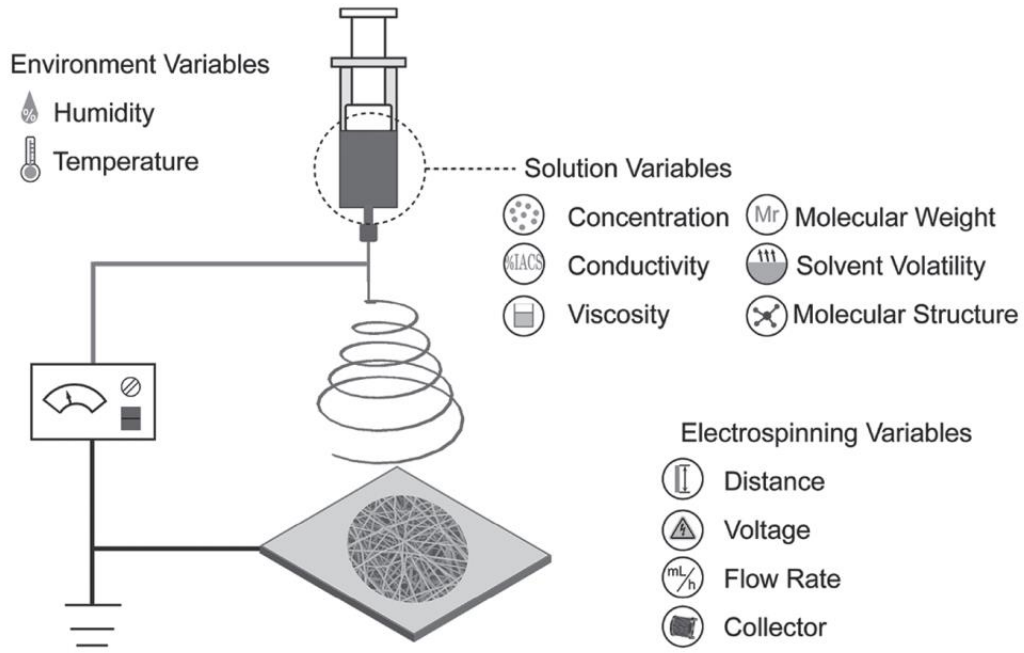 Environment Variables
%
Humidity
Temperature
Solution Variables
Concentration
Mr
Molecular Weight
%IACS
Conductivity
Solvent Volatility
Viscosity
Molecular Structure
Electrospinning Variables
Distance
Voltage
mL/h
Flow Rate
Collector